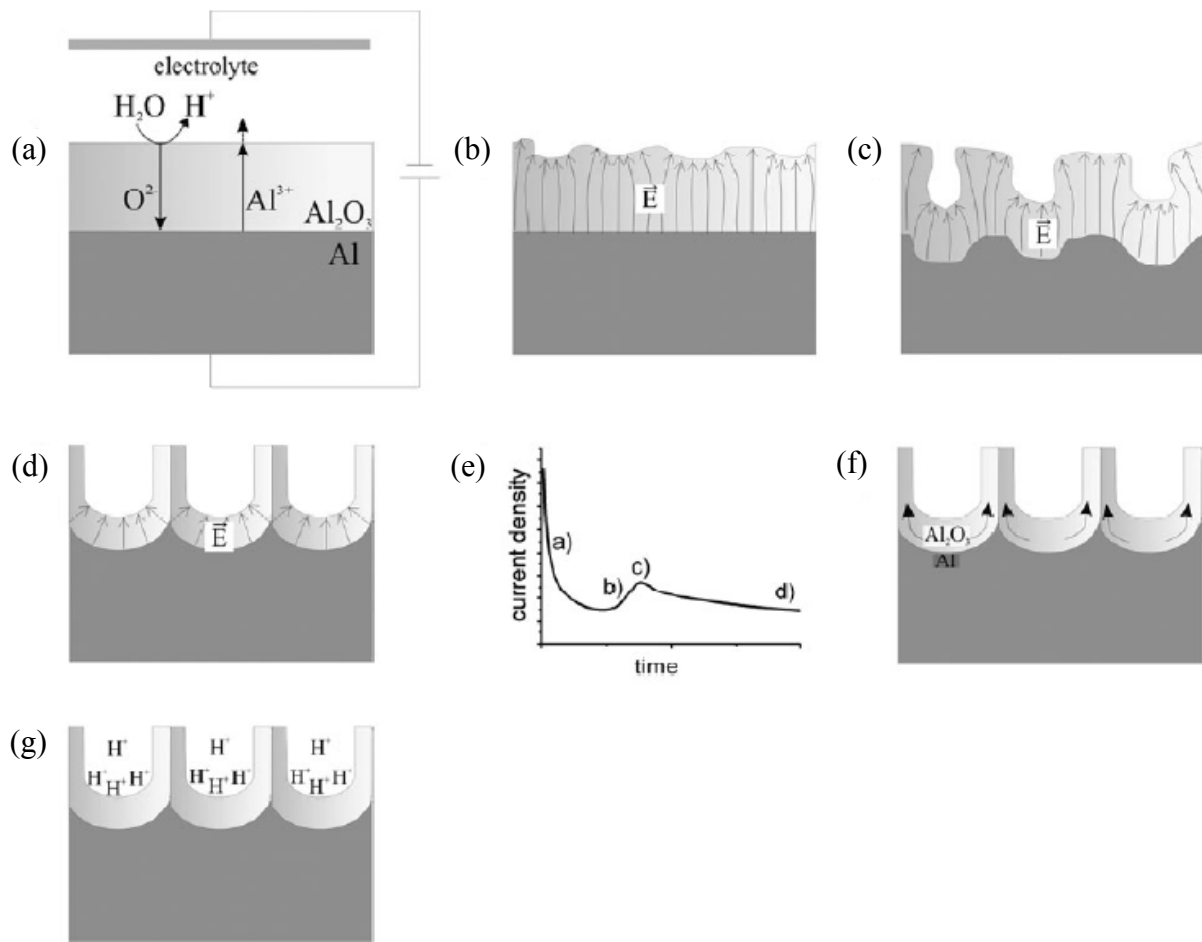 (a)
electrolyte
H₂O H⁺
O²⁻ Al³⁺ Al₂O₃
Al
(b)
E⃗
(c)
E⃗
(d)
E⃗
(e)
current density
a)
b) c)
d)
time
(f)
Al₂O₃
Al
(g)
H⁺ H⁺ H⁺
H⁺ H⁺ H⁺ H⁺ H⁺ H⁺ H⁺ H⁺ H⁺